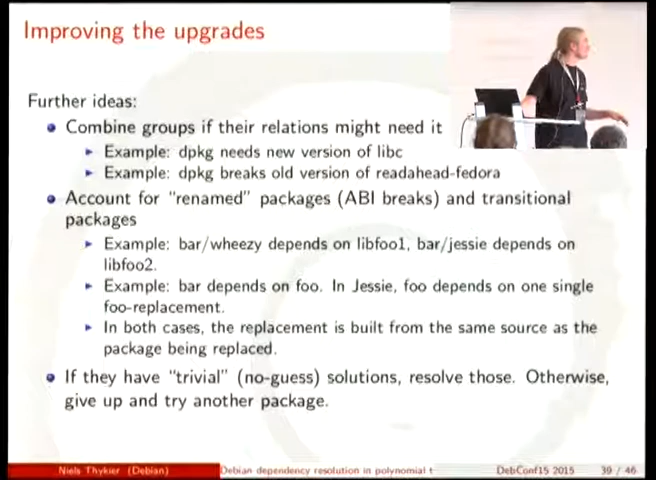 Improving the upgrades
Further ideas:
Combine groups if their relations might need it
Example: dpkg needs new version of libc
Example: dpkg breaks old version of readahead-fedora
Account for "renamed" packages (ABI breaks) and transitional
packages
Example: bar/wheezy depends on libfoo1, bar/jessie depends on
libfoo2.
Example: bar depends on foo. In Jessie, foo depends on one single
foo-replacement.
In both cases, the replacement is built from the same source as the
package being replaced.
If they have "trivial" (no-guess) solutions, resolve those. Otherwise,
give up and try another package.
Niels Thykier (Debian) Debian dependency resolution in polynomial t DebConf15 2015 39 / 46